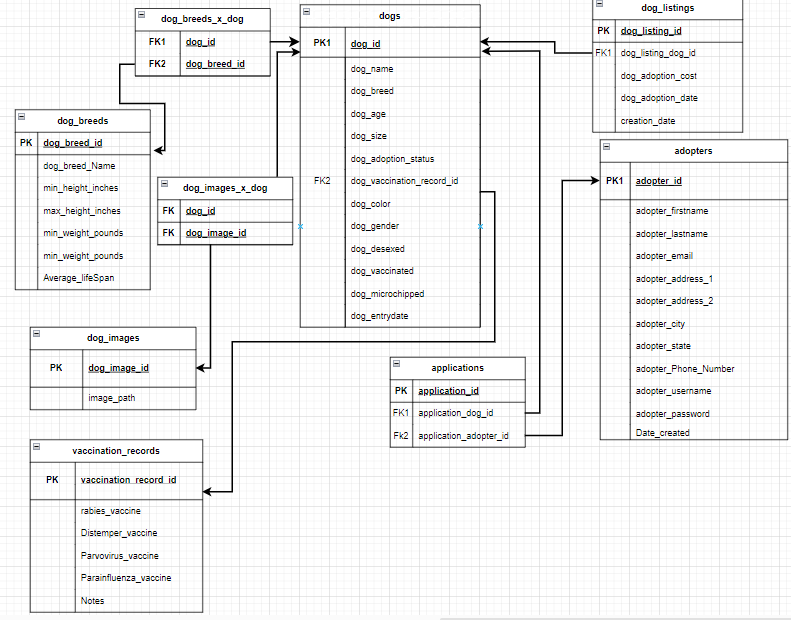 dog_breeds_x_dog
FK1 dog_id
FK2 dog_breed_id
dogs
PK1 dog_id
dog_name
dog_breed
dog_age
dog_size
dog_adoption_status
FK2 dog_vaccination_record_id
dog_color
dog_gender
dog_desexed
dog_vaccinated
dog_microchipped
dog_entrydate
dog_listings
PK dog_listing_id
FK1 dog_listing_dog_id
dog_adoption_cost
dog_adoption_date
creation_date
dog_breeds
PK dog_breed_id
dog_breed_Name
min_height_inches
max_height_inches
min_weight_pounds
min_weight_pounds
Average_lifeSpan
dog_images_x_dog
FK dog_id
FK dog_image_id
adopters
PK1 adopter_id
adopter_firstname
adopter_lastname
adopter_email
adopter_address_1
adopter_address_2
adopter_city
adopter_state
adopter_Phone_Number
adopter_username
adopter_password
Date_created
dog_images
PK dog_image_id
image_path
applications
PK application_id
FK1 application_dog_id
Fk2 application_adopter_id
vaccination_records
PK vaccination_record_id
rabies_vaccine
Distemper_vaccine
Parvovirus_vaccine
Parainfluenza_vaccine
Notes